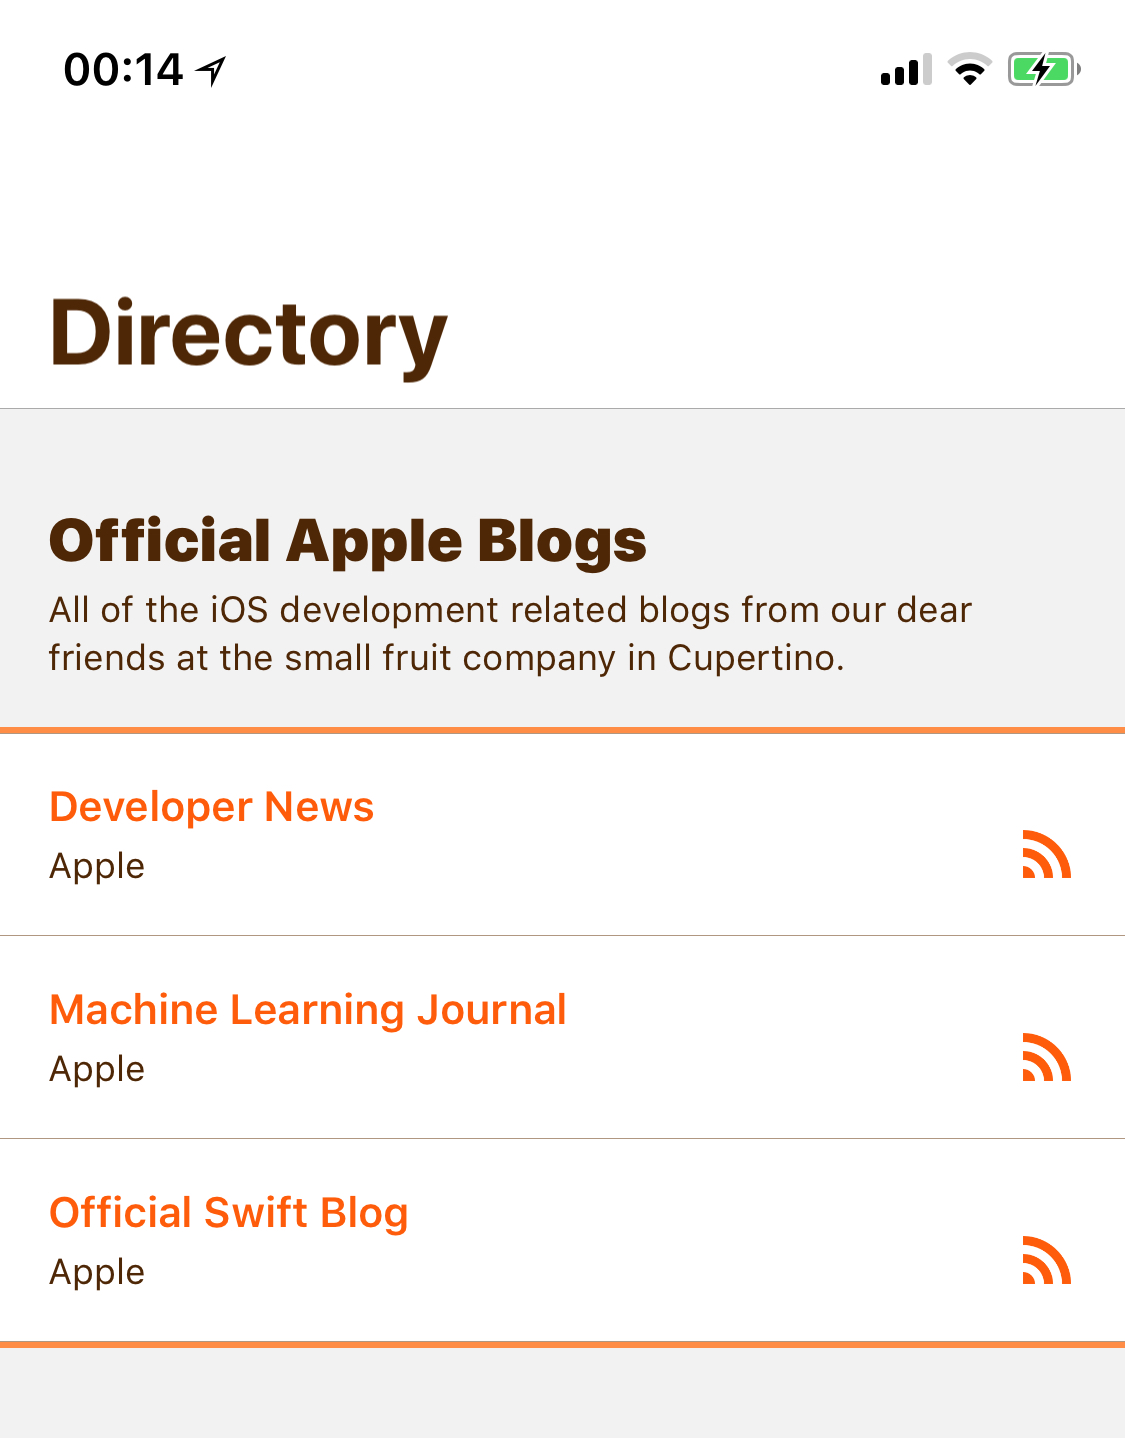 00:14
Directory
Official Apple Blogs
All of the iOS development related blogs from our dear
friends at the small fruit company in Cupertino.
Developer News
Apple
Machine Learning Journal
Apple
Official Swift Blog
Apple